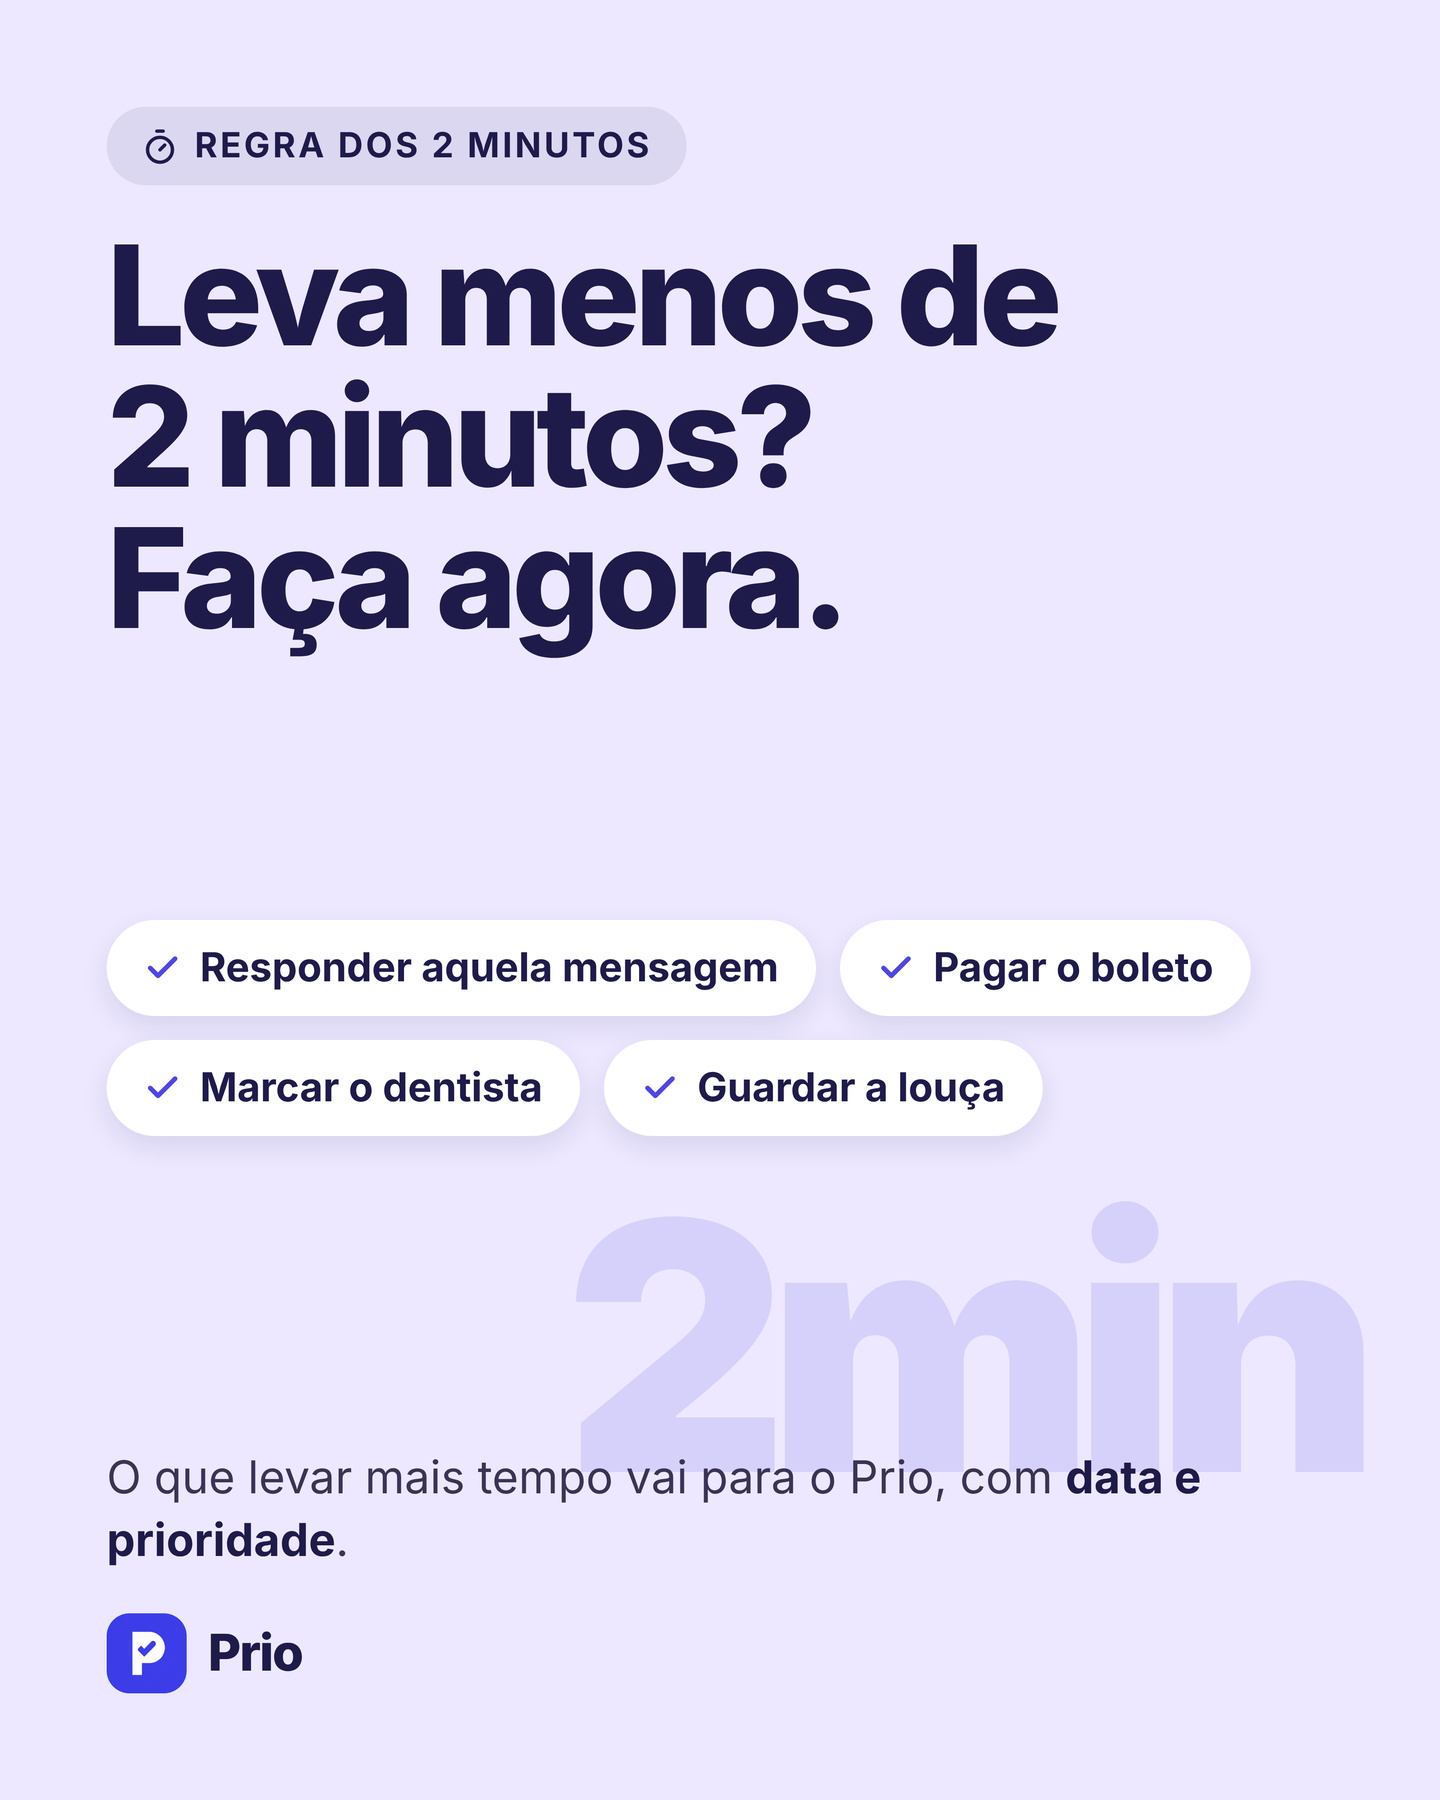 REGRA DOS 2 MINUTOS
Leva menos de
2 minutos?
Faça agora.
Responder aquela mensagem
Pagar o boleto
Marcar o dentista
Guardar a louça
2min
O que levar mais tempo vai para o Prio, com data e
prioridade.
Prio